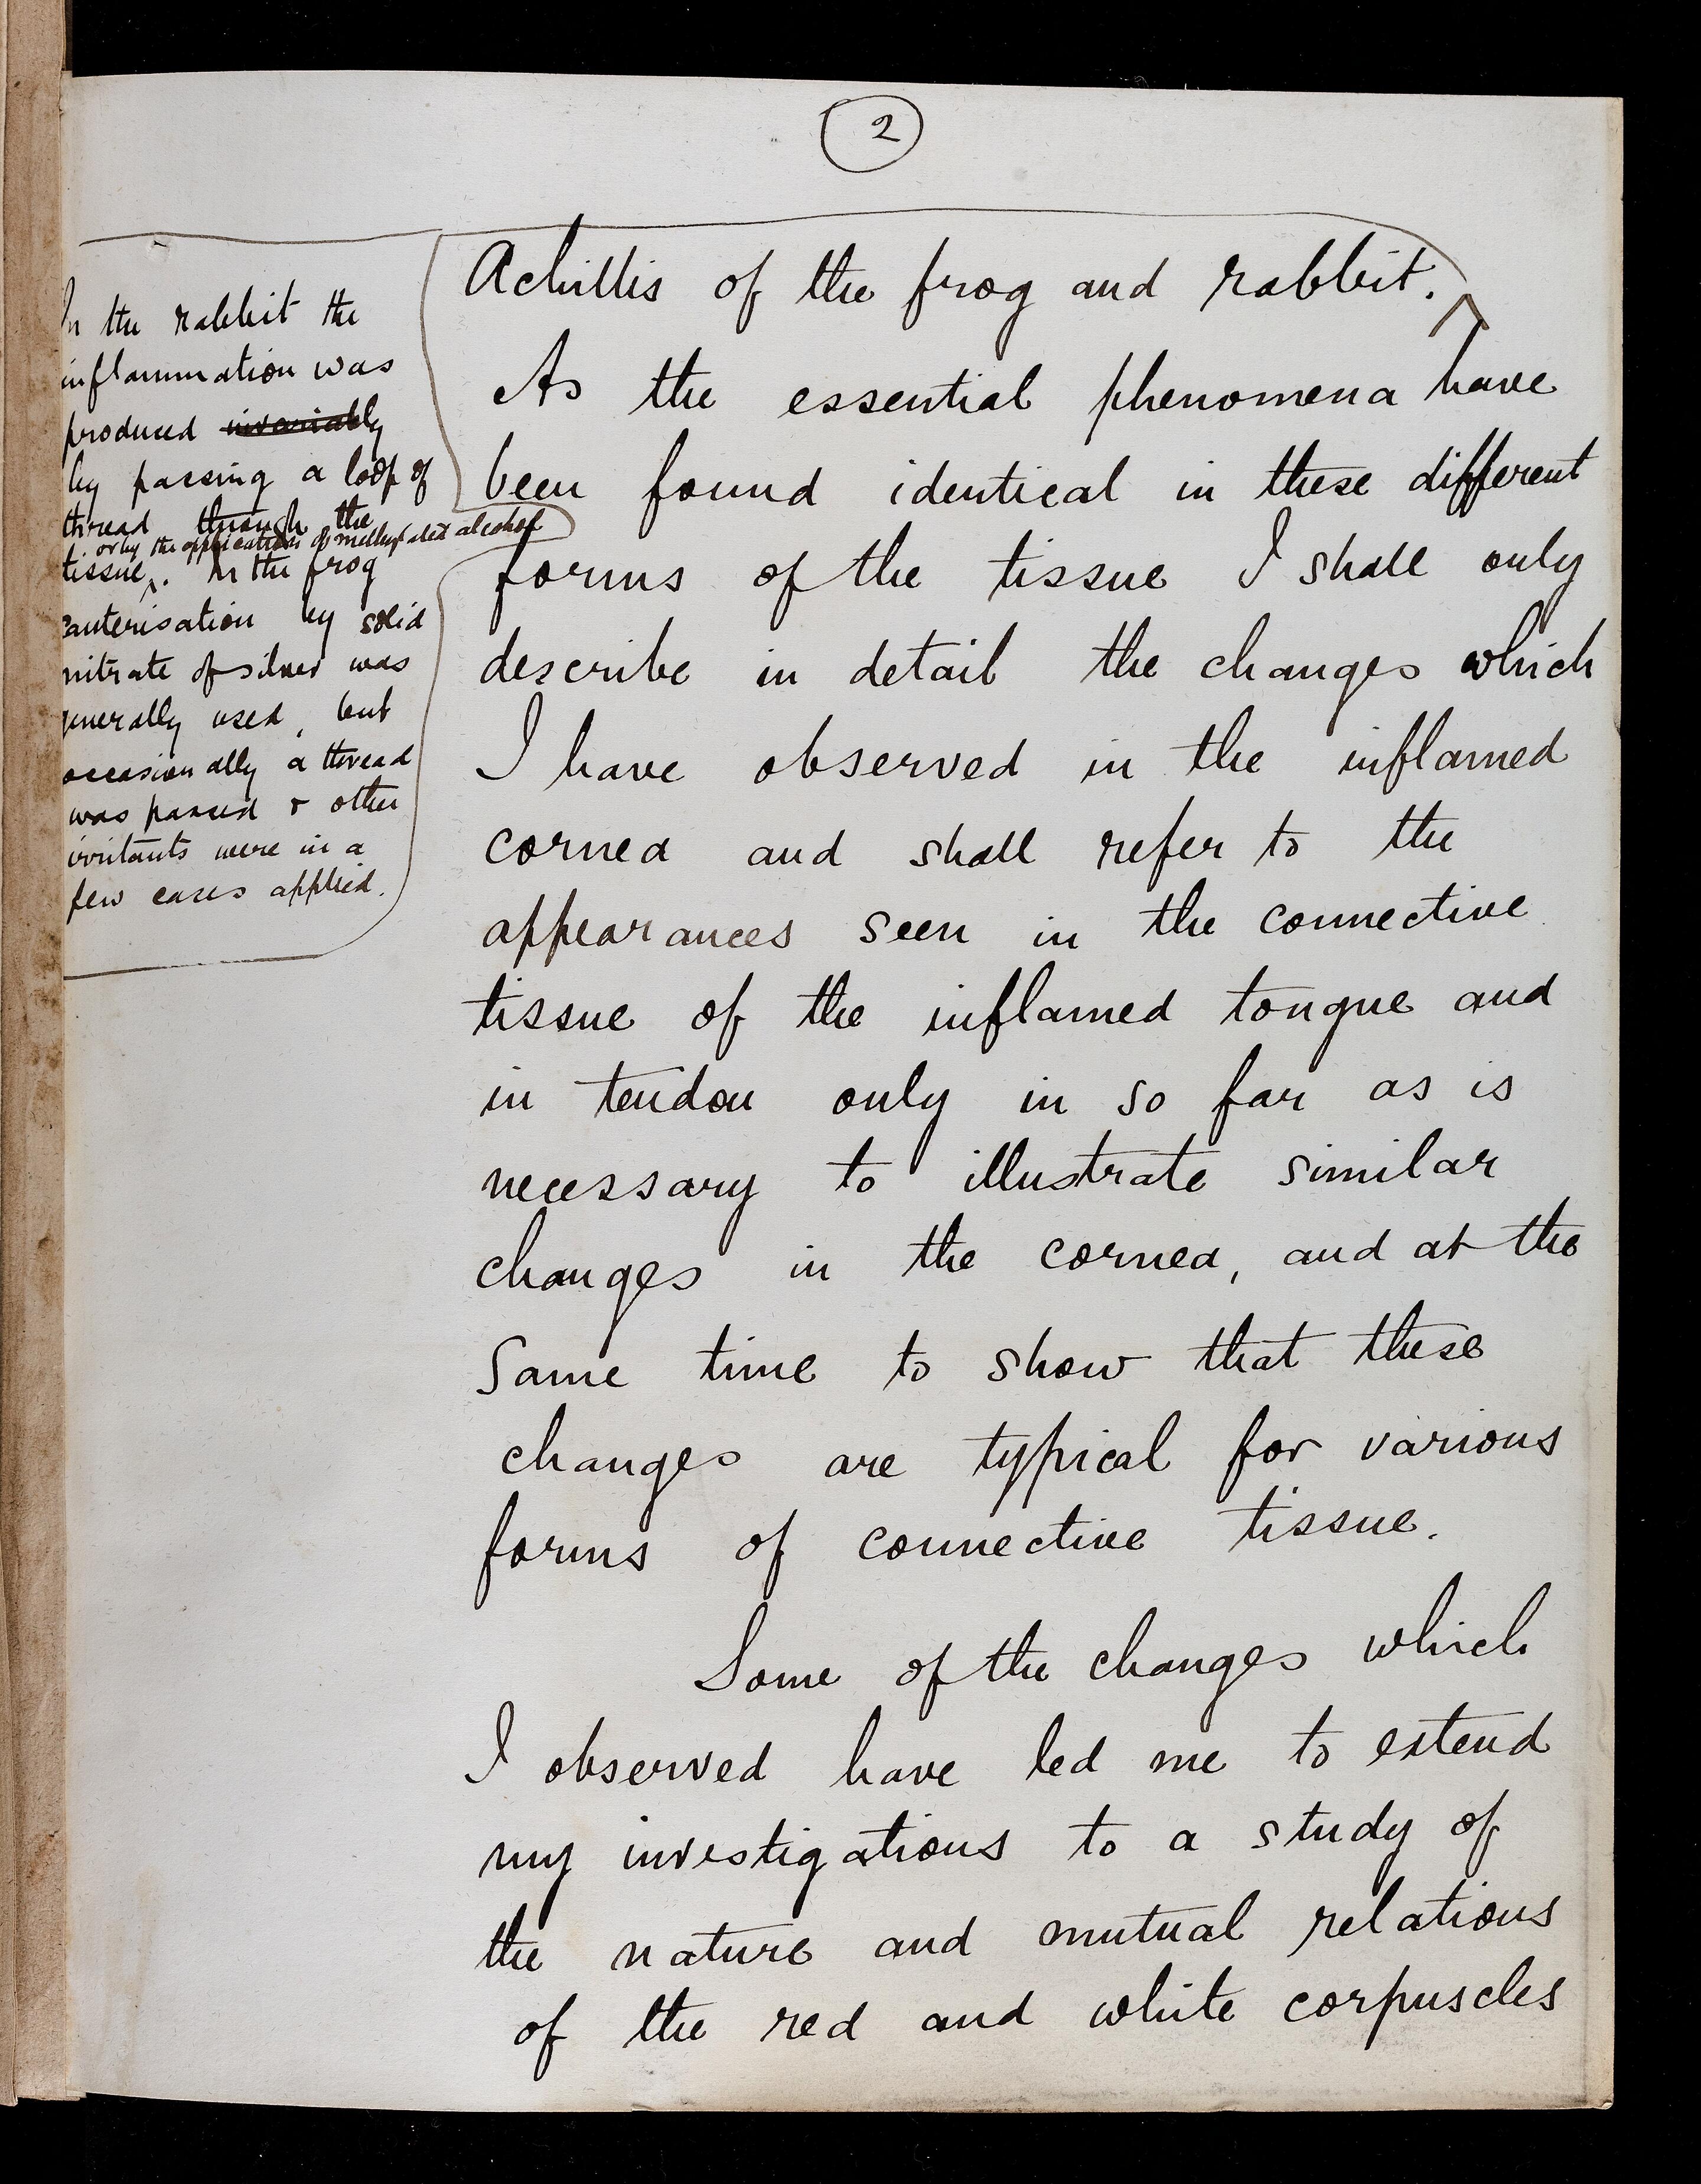 2
Achillis of the frog and rabbit.
As the essential phenomena have
been found identical in these different
forms of the tissue I shall only
describe in detail the changes which
I have observed in the inflamed
cornea and shall refer to the
appearances seen in the connective
tissue of the inflamed tongue and
in tendon only in so far as is
necessary to illustrate similar
changes in the cornea, and at the
same time to show that these
changes are typical for various
forms of connective tissue.
Some of the changes which
I observed have led me to extend
my investigations to a study of
the nature and mutual relations
of the red and white corpuscles
In the rabbit the
inflammation was
produced invariably
by passing a loop of
thread through the
or by the application of methylated alcohol
tissue. In the frog
cauterisation by solid
nitrate of silver was
generally used, but
occasionally a thread
was passed & other
irritants were in a
few cases applied.